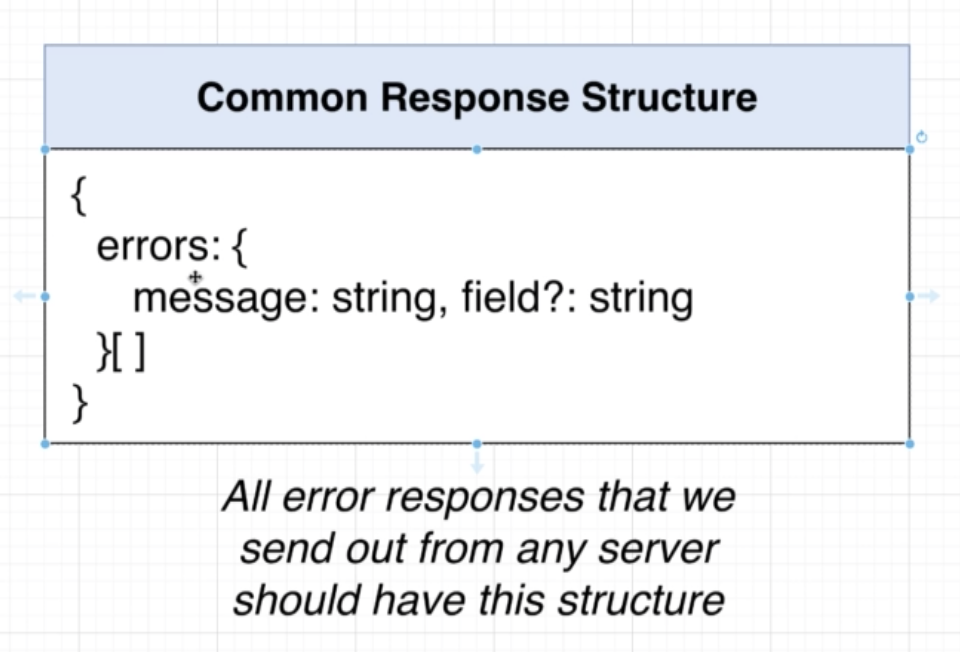 Common Response Structure
{
errors: {
message: string, field?: string
}[ ]
}
All error responses that we
send out from any server
should have this structure